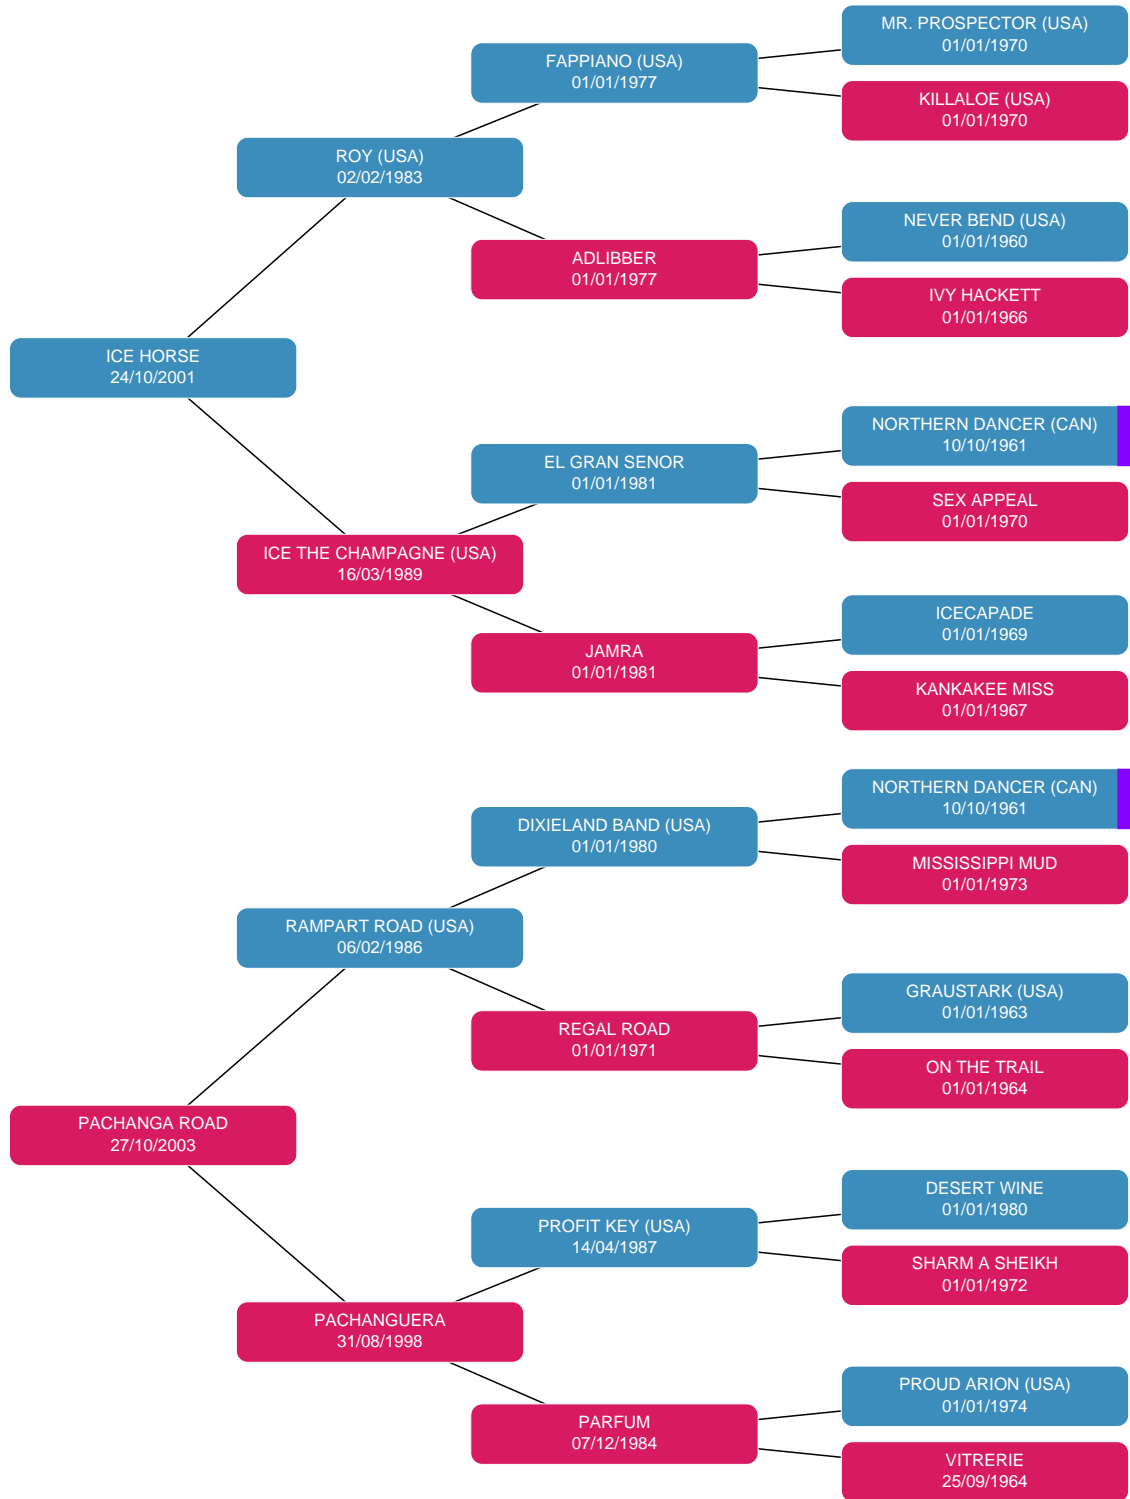 MR. PROSPECTOR (USA)
01/01/1970
FAPPIANO (USA)
01/01/1977
KILLALOE (USA)
01/01/1970
ROY (USA)
02/02/1983
NEVER BEND (USA)
01/01/1960
ADLIBBER
01/01/1977
IVY HACKETT
01/01/1966
ICE HORSE
24/10/2001
NORTHERN DANCER (CAN)
10/10/1961
EL GRAN SENOR
01/01/1981
SEX APPEAL
01/01/1970
ICE THE CHAMPAGNE (USA)
16/03/1989
ICECAPADE
01/01/1969
JAMRA
01/01/1981
KANKAKEE MISS
01/01/1967
NORTHERN DANCER (CAN)
10/10/1961
DIXIELAND BAND (USA)
01/01/1980
MISSISSIPPI MUD
01/01/1973
RAMPART ROAD (USA)
06/02/1986
GRAUSTARK (USA)
01/01/1963
REGAL ROAD
01/01/1971
ON THE TRAIL
01/01/1964
PACHANGA ROAD
27/10/2003
DESERT WINE
01/01/1980
PROFIT KEY (USA)
14/04/1987
SHARM A SHEIKH
01/01/1972
PACHANGUERA
31/08/1998
PROUD ARION (USA)
01/01/1974
PARFUM
07/12/1984
VITRERIE
25/09/1964